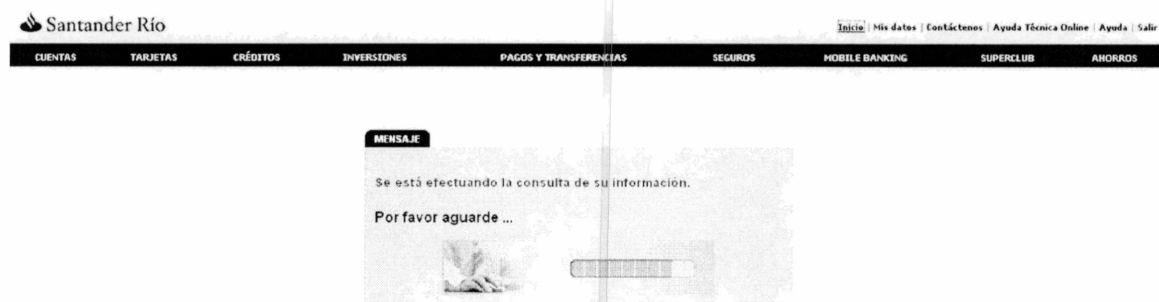 Santander Río
Inicio | Mis datos | Contáctenos | Ayuda Técnica Online | Ayuda | Salir
CUENTAS TARJETAS CRÉDITOS INVERSIONES PAGOS Y TRANSFERENCIAS SEGUROS MOBILE BANKING SUPERCLUB AHORROS
MENSAJE
Se está efectuando la consulta de su información.
Por favor aguarde ...